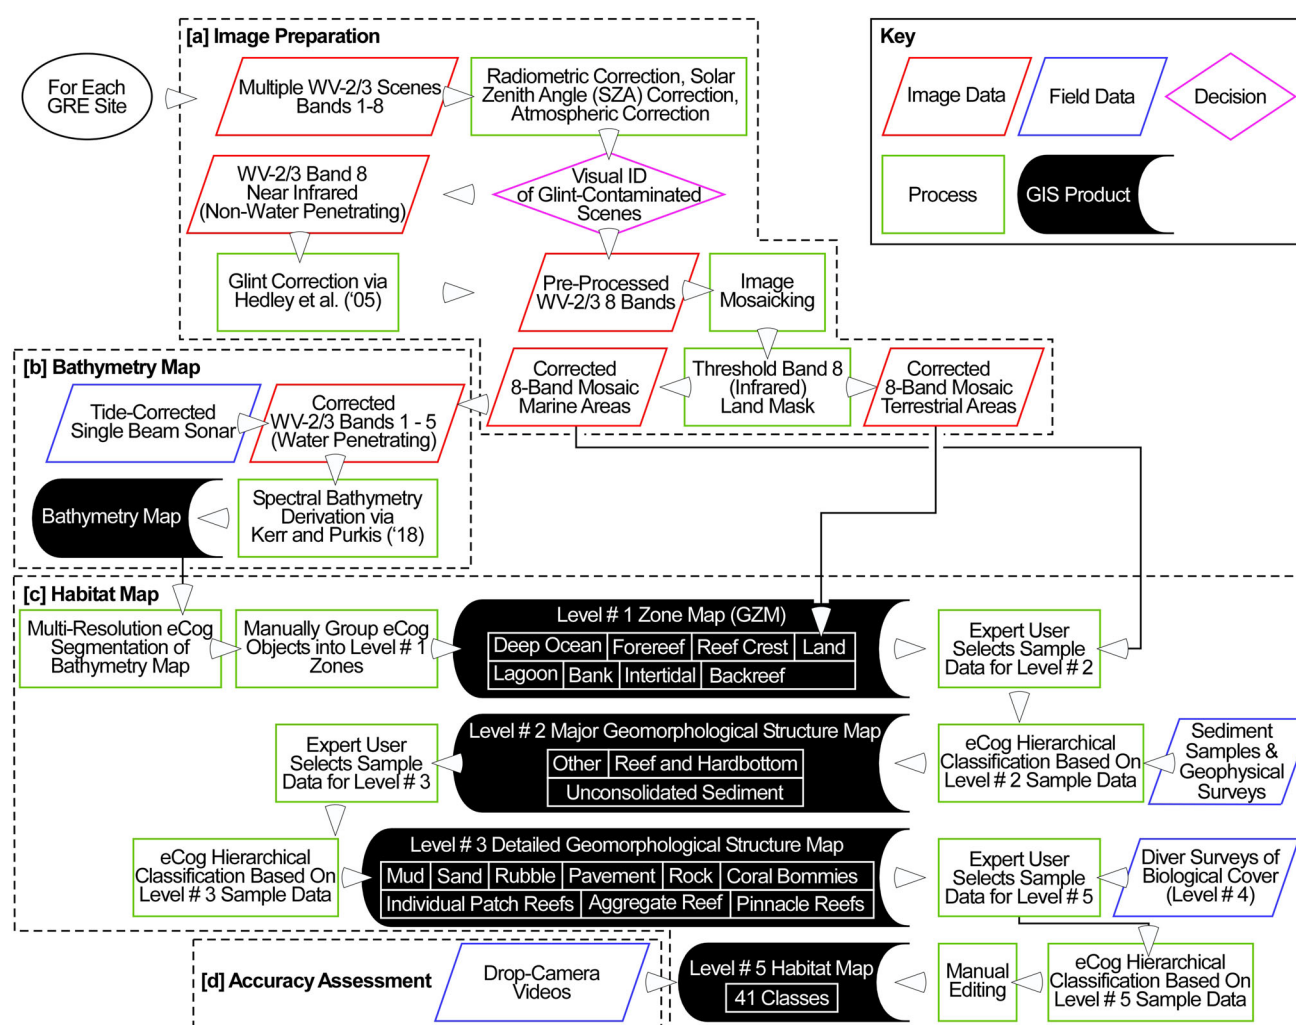 [a] Image Preparation
For Each
GRE Site
Multiple WV-2/3 Scenes
Bands 1-8
Radiometric Correction, Solar
Zenith Angle (SZA) Correction,
Atmospheric Correction
WV-2/3 Band 8
Near Infrared
(Non-Water Penetrating)
Visual ID
of Glint-Contaminated
Scenes
Glint Correction via
Hedley et al. (‘05)
Pre-Processed
WV-2/3 8 Bands
Image
Mosaicking
Corrected
8-Band Mosaic
Marine Areas
Threshold Band 8
(Infrared)
Land Mask
Corrected
8-Band Mosaic
Terrestrial Areas
Key
Image Data
Field Data
Decision
Process
GIS Product
[b] Bathymetry Map
Tide-Corrected
Single Beam Sonar
Corrected
WV-2/3 Bands 1 - 5
(Water Penetrating)
Bathymetry Map
Spectral Bathymetry
Derivation via
Kerr and Purkis (‘18)
[c] Habitat Map
Multi-Resolution eCog
Segmentation of
Bathymetry Map
Manually Group eCog
Objects into Level # 1
Zones
Level # 1 Zone Map (GZM)
Deep Ocean Forereef Reef Crest Land
Lagoon Bank Intertidal Backreef
Expert User
Selects Sample
Data for Level # 2
Expert User
Selects Sample
Data for Level # 3
Level # 2 Major Geomorphological Structure Map
Other Reef and Hardbottom
Unconsolidated Sediment
eCog Hierarchical
Classification Based On
Level # 2 Sample Data
Sediment
Samples &
Geophysical
Surveys
eCog Hierarchical
Classification Based On
Level # 3 Sample Data
Level # 3 Detailed Geomorphological Structure Map
Mud Sand Rubble Pavement Rock Coral Bommies
Individual Patch Reefs Aggregate Reef Pinnacle Reefs
Expert User
Selects Sample
Data for Level # 5
Diver Surveys of
Biological Cover
(Level # 4)
[d] Accuracy Assessment
Drop-Camera
Videos
Level # 5 Habitat Map
41 Classes
Manual
Editing
eCog Hierarchical
Classification Based On
Level # 5 Sample Data